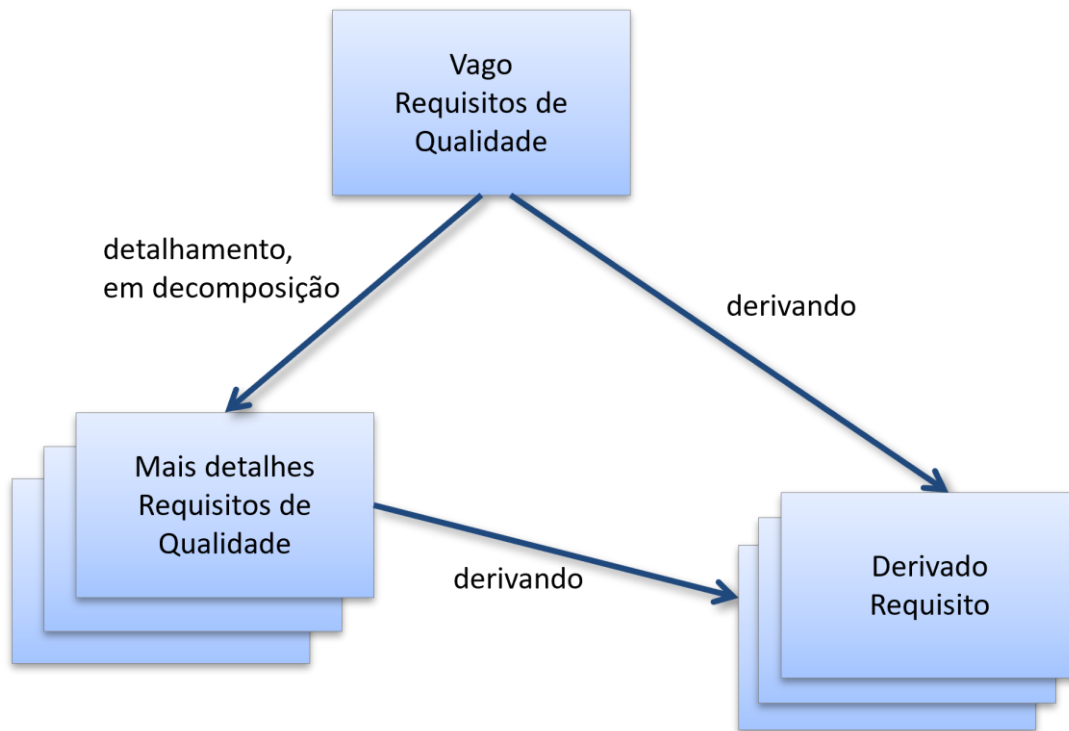 Vago
Requisitos de
Qualidade
detalhamento,
em decomposição
derivando
Mais detalhes
Requisitos de
Qualidade
derivando
Derivado
Requisito